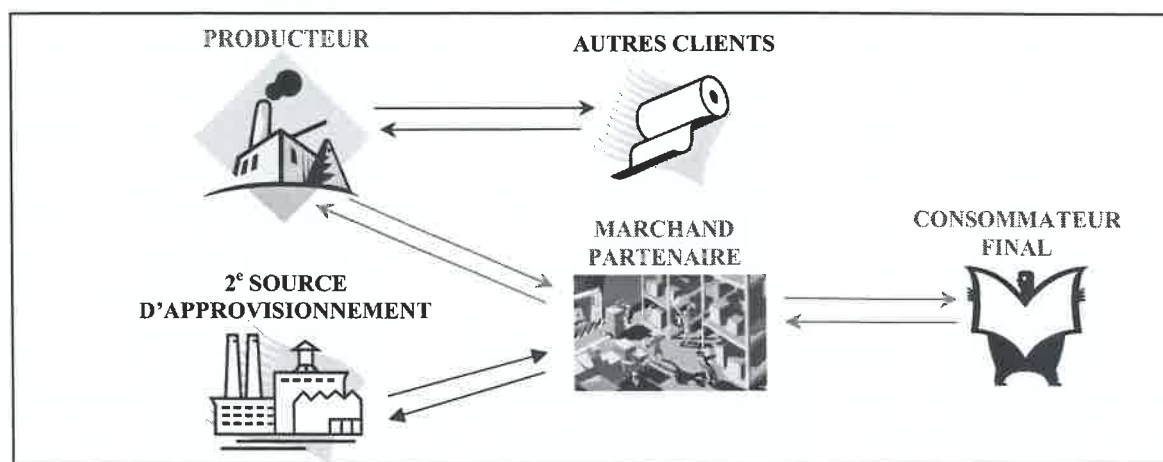 PRODUCTEUR
AUTRES CLIENTS
MARCHAND
PARTENAIRE
CONSOMMATEUR
FINAL
2e SOURCE
D'APPROVISIONNEMENT